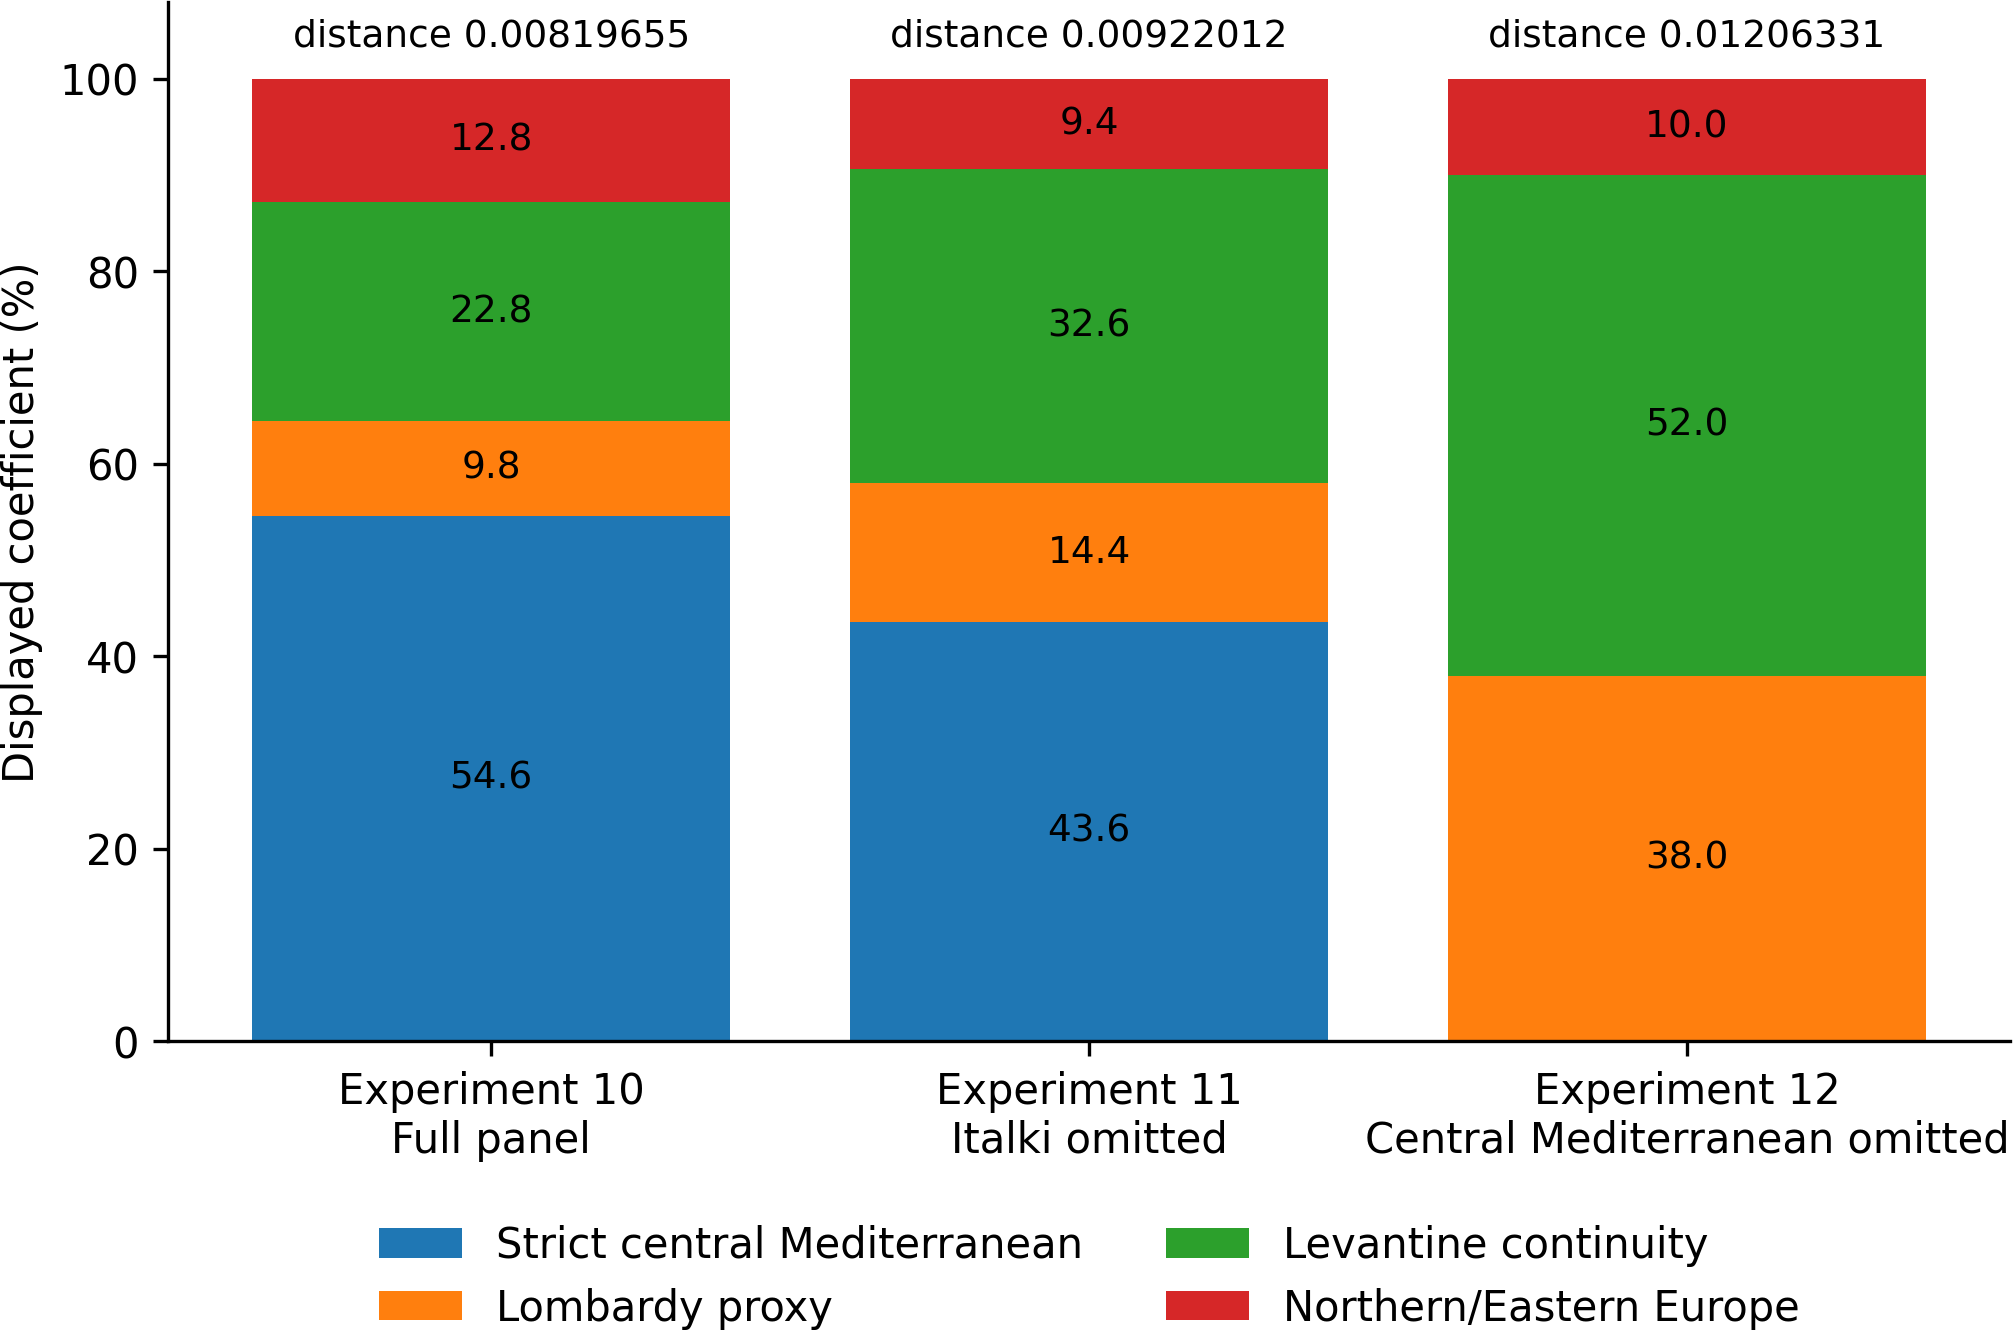 distance 0.00819655 distance 0.00922012 distance 0.01206331
Displayed coefficient (%)
100
80
60
40
20
0
12.8
22.8
9.8
54.6
9.4
32.6
14.4
43.6
10.0
52.0
38.0
Experiment 10
Full panel
Experiment 11
Italki omitted
Experiment 12
Central Mediterranean omitted
Strict central Mediterranean
Lombardy proxy
Levantine continuity
Northern/Eastern Europe